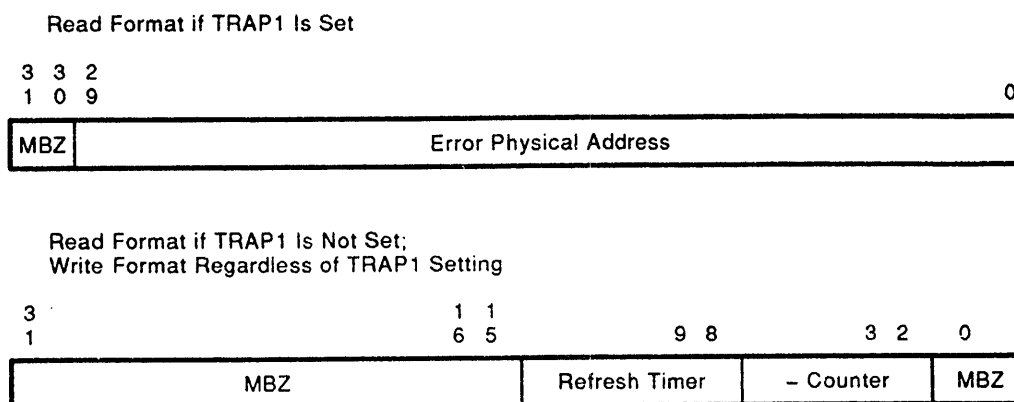 Read Format if TRAP1 Is Set
3 3 2
1 0 9 0
MBZ Error Physical Address
Read Format if TRAP1 Is Not Set;
Write Format Regardless of TRAP1 Setting
3 1 1
1 6 5 9 8 3 2 0
MBZ Refresh Timer – Counter MBZ